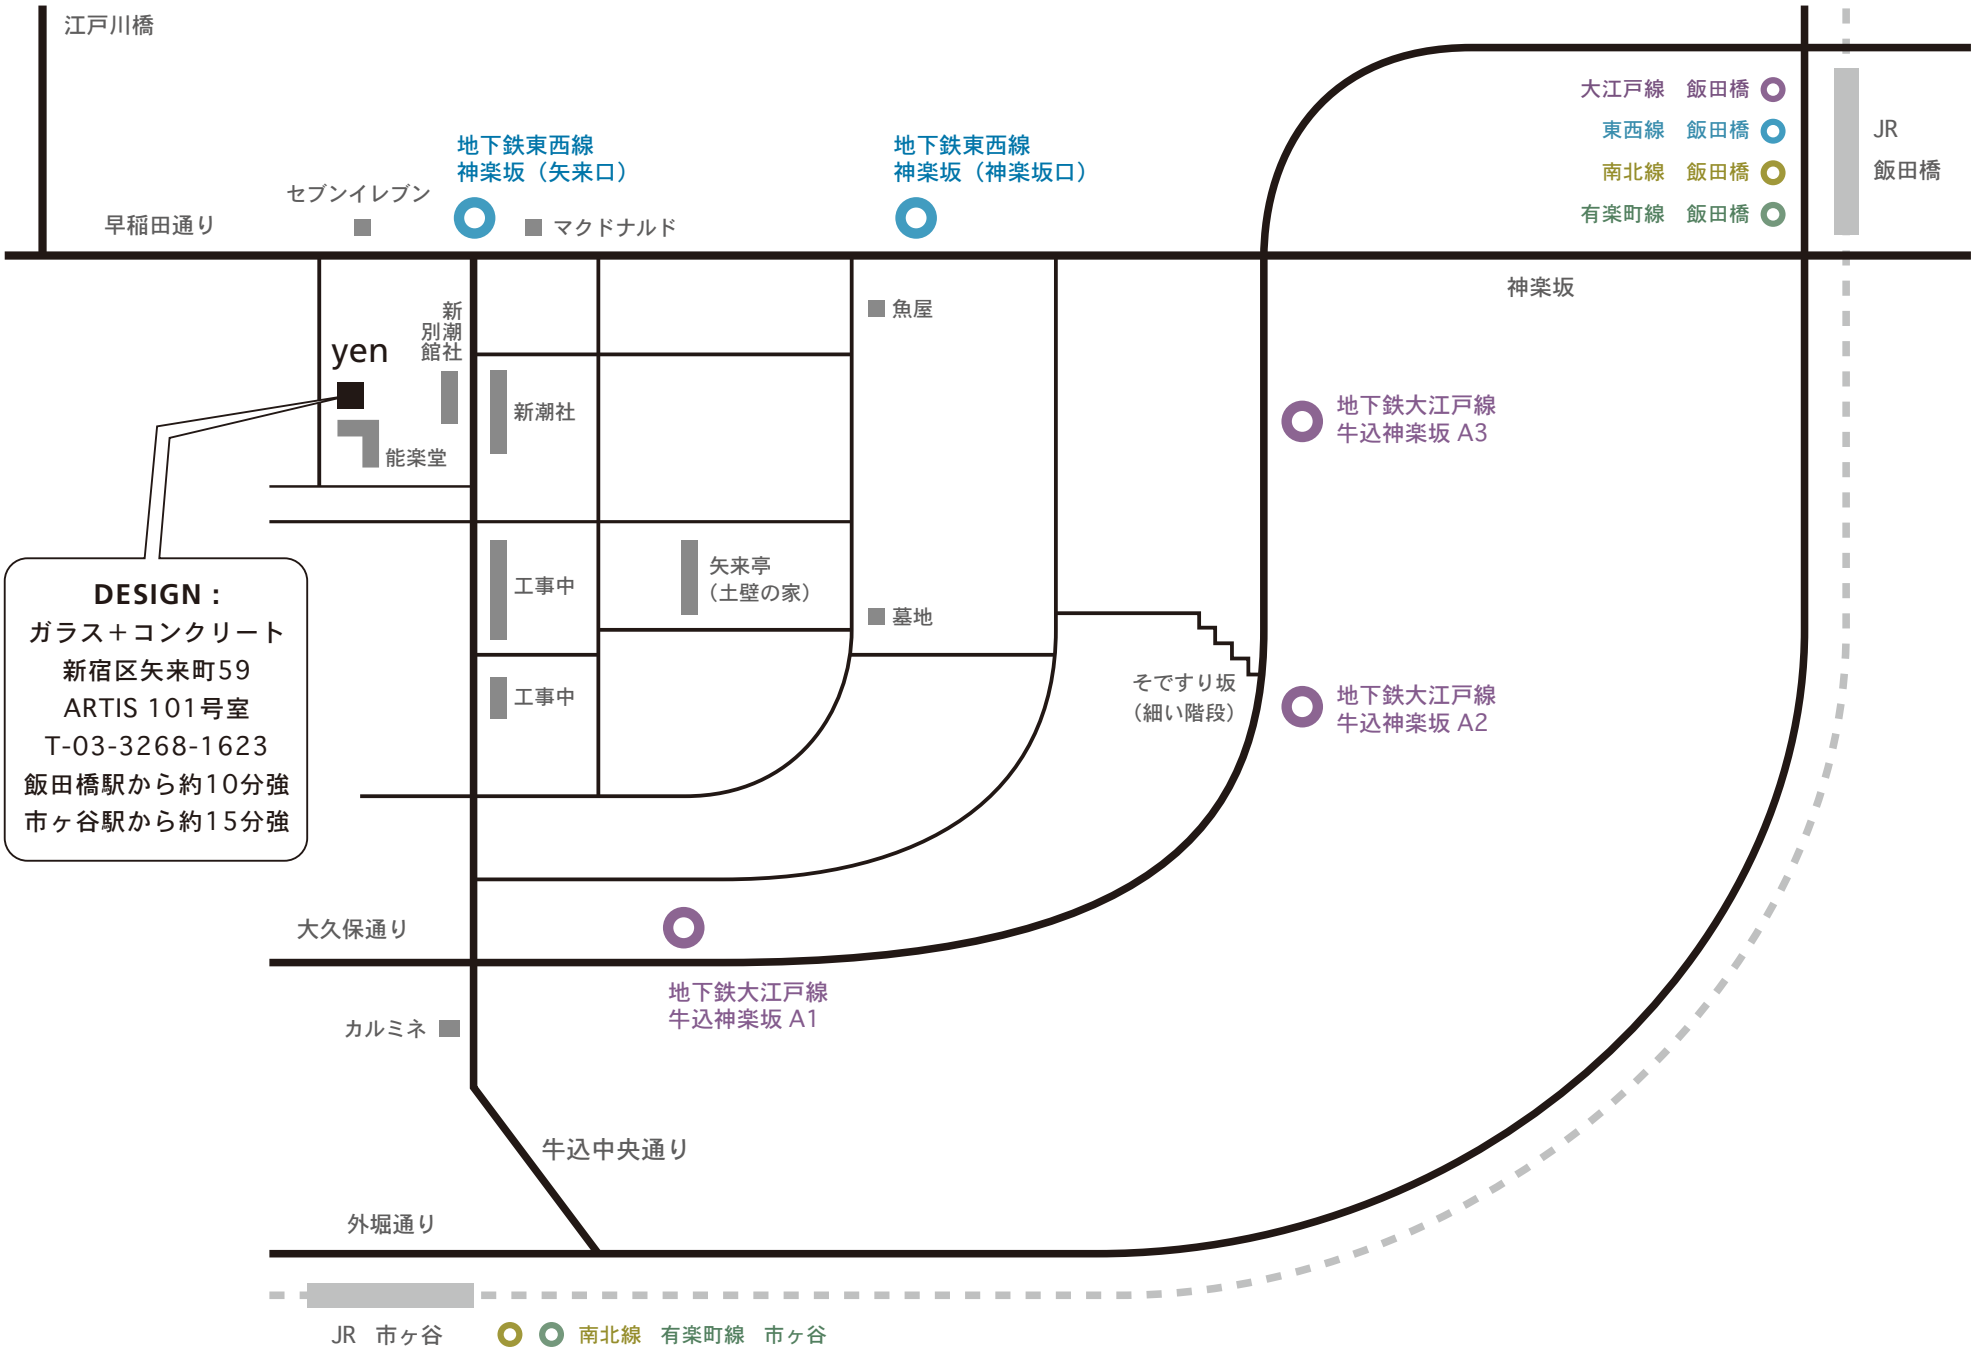 江戸川橋
大江戸線　飯田橋
東西線　飯田橋
南北線　飯田橋
有楽町線　飯田橋
JR
飯田橋
地下鉄東西線
神楽坂（矢来口）
地下鉄東西線
神楽坂（神楽坂口）
セブンイレブン
早稲田通り
マクドナルド
神楽坂
魚屋
新潮社
別館
yen
新潮社
能楽堂
地下鉄大江戸線
牛込神楽坂 A3
工事中
矢来亭
（土壁の家）
墓地
DESIGN：
ガラス＋コンクリート
新宿区矢来町59
ARTIS 101号室
T-03-3268-1623
飯田橋駅から約10分強
市ヶ谷駅から約15分強
工事中
そですり坂
（細い階段）
地下鉄大江戸線
牛込神楽坂 A2
大久保通り
地下鉄大江戸線
牛込神楽坂 A1
カルミネ
牛込中央通り
外堀通り
JR　市ヶ谷
南北線　有楽町線　市ヶ谷